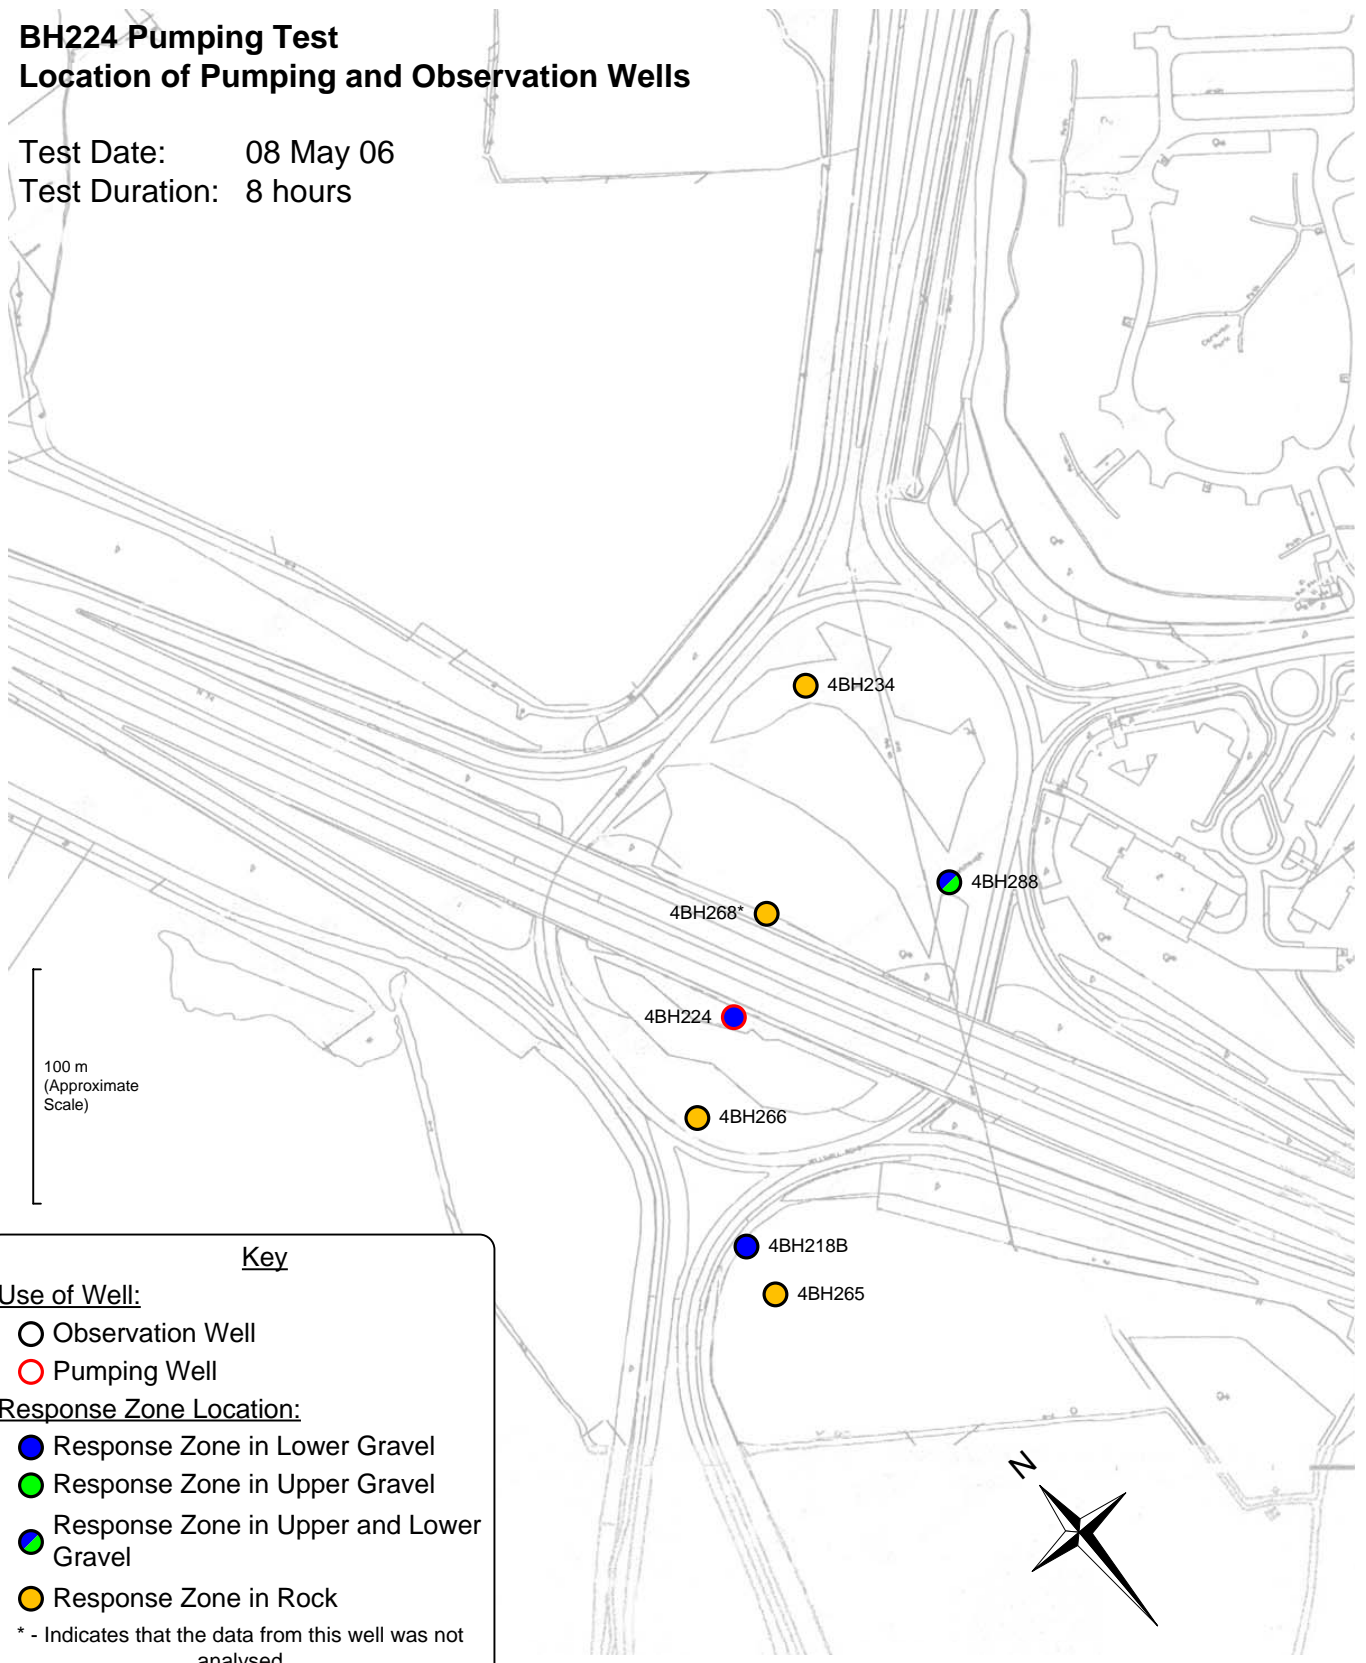 BH224 Pumping Test
Location of Pumping and Observation Wells
Test Date: 08 May 06
Test Duration: 8 hours
4BH234
4BH288
4BH268*
4BH224
100 m
(Approximate
Scale)
4BH266
4BH218B
4BH265
Key
Use of Well:
Observation Well
Pumping Well
Response Zone Location:
Response Zone in Lower Gravel
Response Zone in Upper Gravel
Response Zone in Upper and Lower
Gravel
Response Zone in Rock
* - Indicates that the data from this well was not
analysed
N